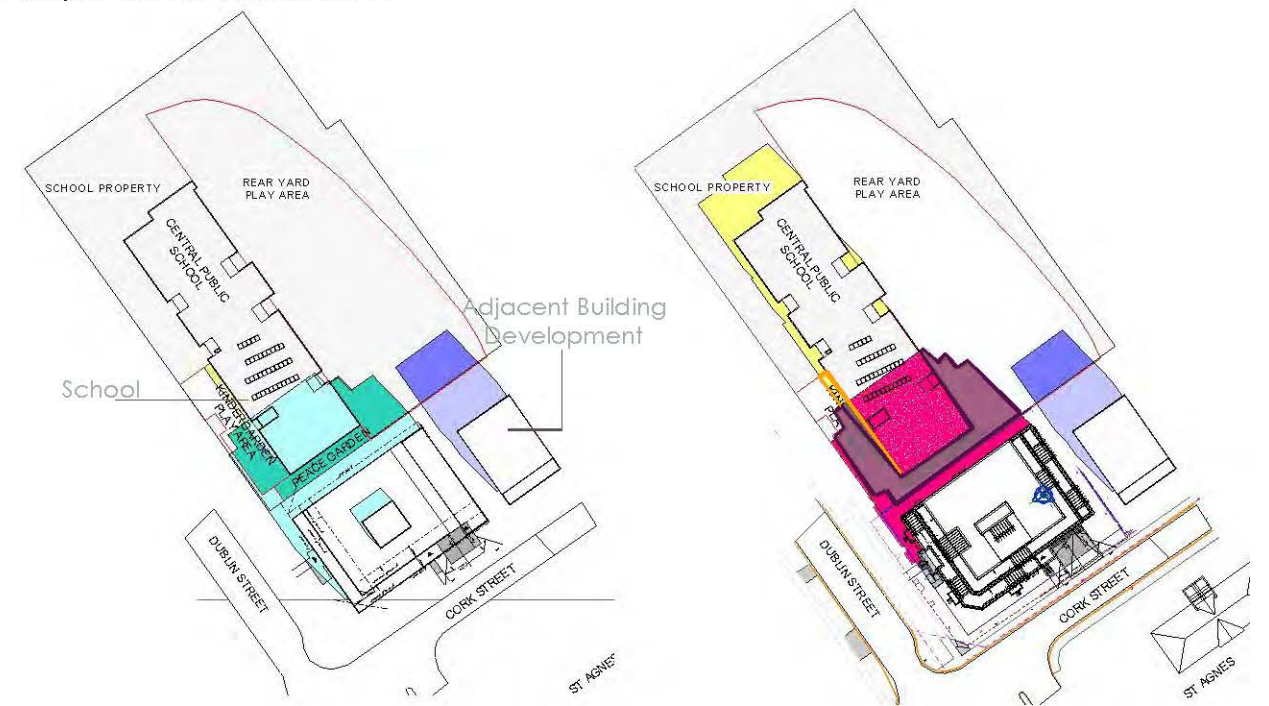 SCHOOL PROPERTY
REAR YARD
PLAY AREA
CENTRAL PUBLIC
SCHOOL
Adjacent Building
Development
School
KINDERGARDEN
PLAY AREA
PEACE GARDEN
DUBLIN STREET
CORK STREET
ST AGNES
SCHOOL PROPERTY
REAR YARD
PLAY AREA
CENTRAL PUBLIC
SCHOOL
DUBLIN STREET
CORK STREET
ST AGNES